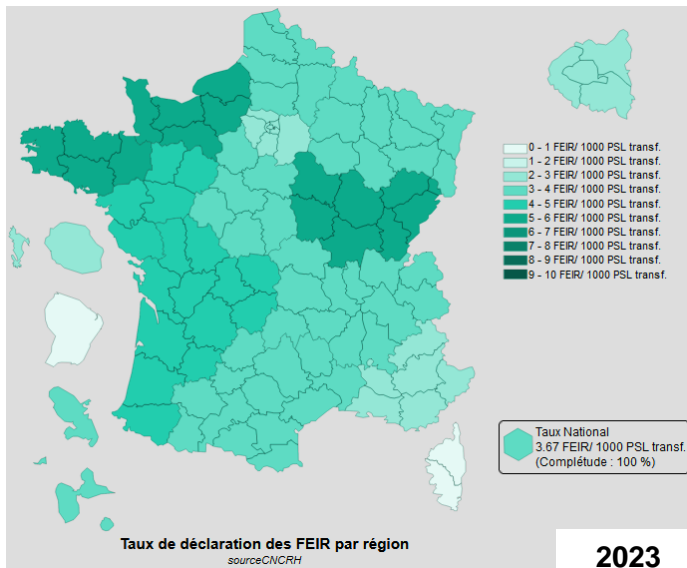 0 - 1 FEIR/ 1000 PSL transf.
1 - 2 FEIR/ 1000 PSL transf.
2 - 3 FEIR/ 1000 PSL transf.
3 - 4 FEIR/ 1000 PSL transf.
4 - 5 FEIR/ 1000 PSL transf.
5 - 6 FEIR/ 1000 PSL transf.
6 - 7 FEIR/ 1000 PSL transf.
7 - 8 FEIR/ 1000 PSL transf.
8 - 9 FEIR/ 1000 PSL transf.
9 - 10 FEIR/ 1000 PSL transf.
Taux National
3.67 FEIR/ 1000 PSL transf.
(Complétude : 100 %)
Taux de déclaration des FEIR par région
sourceCNCRH
2023